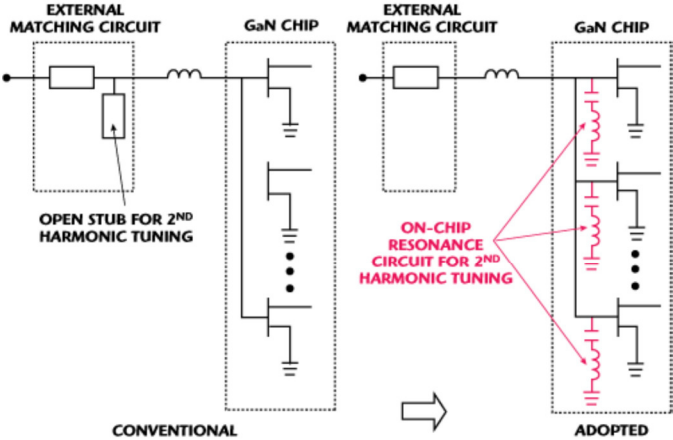 EXTERNAL
MATCHING CIRCUIT
GaN CHIP
OPEN STUB FOR 2ND
HARMONIC TUNING
CONVENTIONAL
EXTERNAL
MATCHING CIRCUIT
GaN CHIP
ON-CHIP
RESONANCE
CIRCUIT FOR 2ND
HARMONIC TUNING
ADOPTED